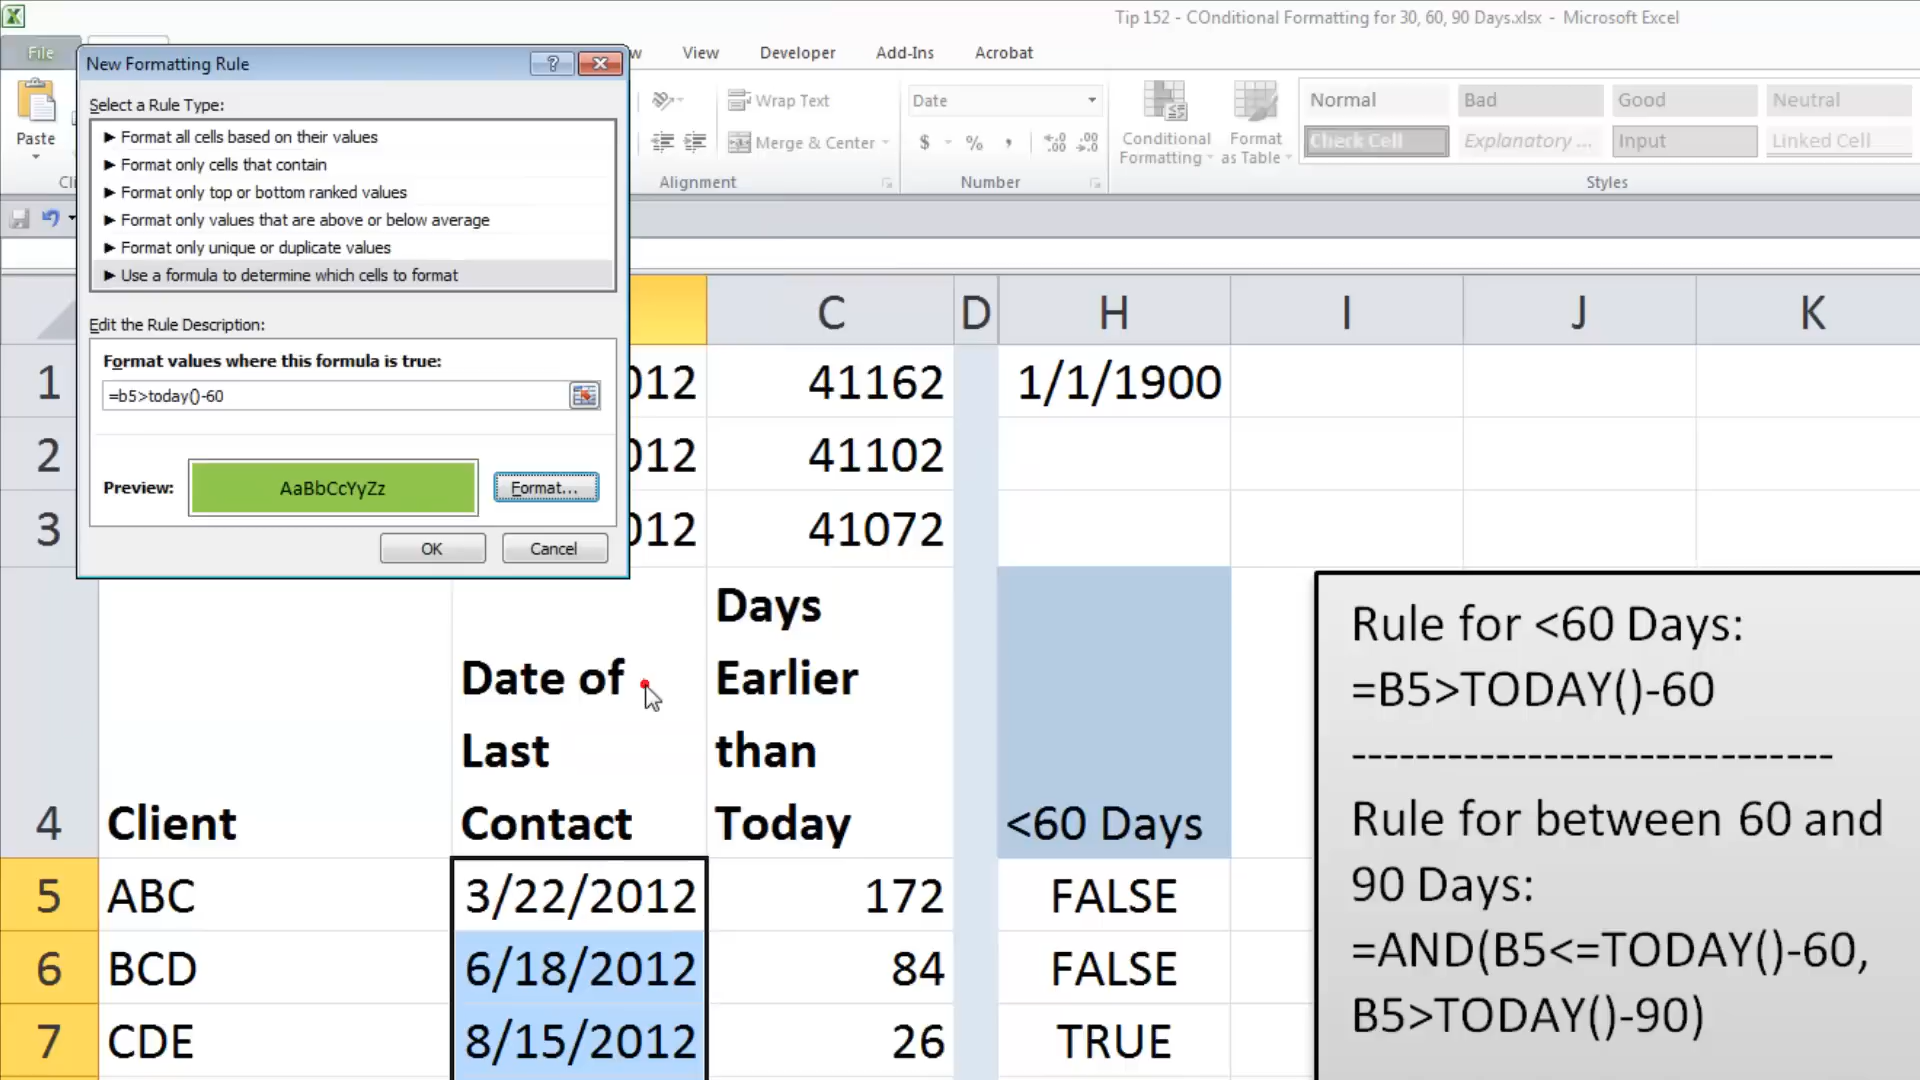 Tip 152 - COnditional Formatting for 30, 60, 90 Days.xlsx - Microsoft Excel
File
View
Developer
Add-Ins
Acrobat
New Formatting Rule
Select a Rule Type:
► Format all cells based on their values
► Format only cells that contain
► Format only top or bottom ranked values
► Format only values that are above or below average
► Format only unique or duplicate values
► Use a formula to determine which cells to format
Edit the Rule Description:
Format values where this formula is true:
=b5>today()-60
Preview:
AaBbCcYyZz
Format...
OK
Cancel
Paste
Wrap Text
Merge & Center
Alignment
Date
$ % ,
Number
Conditional
Formatting
Format
as Table
Normal
Bad
Good
Neutral
Check Cell
Explanatory ...
Input
Linked Cell
Styles
C D H I J K
1 012 41162 1/1/1900
2 012 41102
3 012 41072
4
Client
Date of
Last
Contact
Days
Earlier
than
Today
<60 Days
5 ABC 3/22/2012 172 FALSE
6 BCD 6/18/2012 84 FALSE
7 CDE 8/15/2012 26 TRUE
Rule for <60 Days:
=B5>TODAY()-60
------------------------------
Rule for between 60 and
90 Days:
=AND(B5<=TODAY()-60,
B5>TODAY()-90)